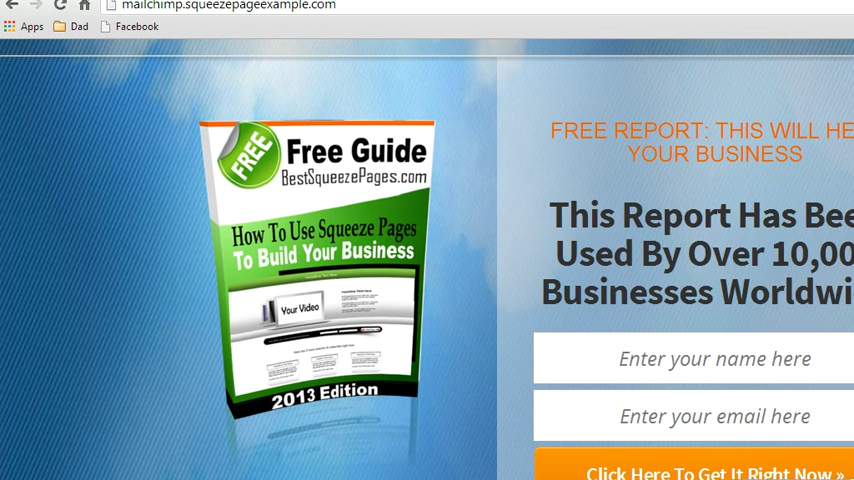 mailchimp.squeezepageexample.com
Apps Dad Facebook
FREE
Free Guide
BestSqueezePages.com
How To Use Squeeze Pages
To Build Your Business
Your Video
2013 Edition
FREE REPORT: THIS WILL HE
YOUR BUSINESS
This Report Has Bee
Used By Over 10,00
Businesses Worldwi
Enter your name here
Enter your email here
Click Here To Get It Right Now »